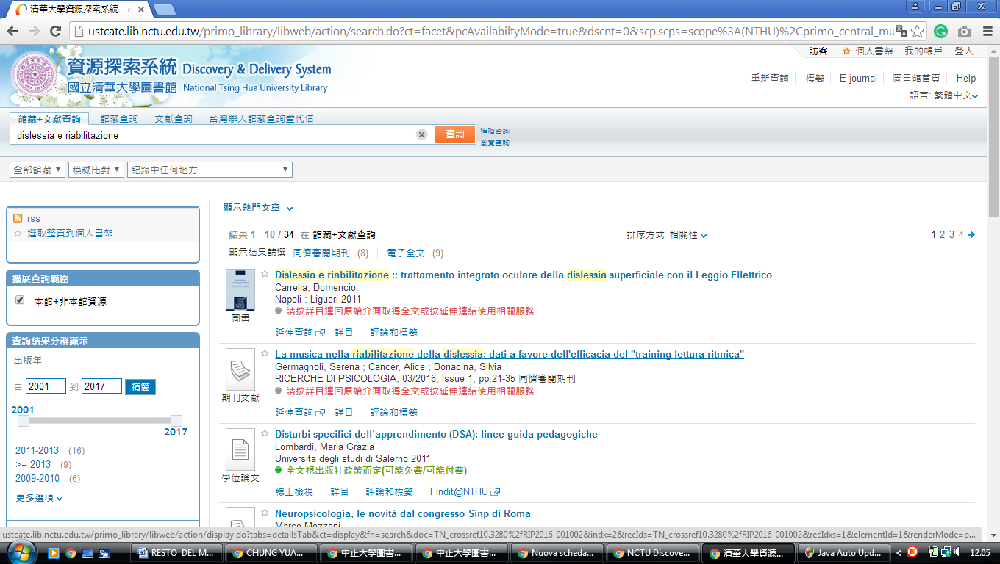 清華大學資源探索系統 - d
ustcate.lib.nctu.edu.tw/primo_library/libweb/action/search.do?ct=facet&pcAvailabiltyMode=true&dscnt=0&scp.scps=scope%3A(NTHU)%2Cprimo_central_mu
訪客 個人書架 我的帳戶 登入
資源探索系統 Discovery & Delivery System
國立清華大學圖書館 National Tsing Hua University Library
重新查詢 標籤 E-journal 圖書館首頁 Help
語言: 繁體中文
館藏+文獻查詢 館藏查詢 文獻查詢 台灣聯大館藏查詢暨代借
dislessia e riabilitazione 查詢 進階查詢
瀏覽查詢
全部館藏 模糊比對 紀錄中任何地方
rss
選取整頁到個人書架
擴展查詢範圍
本館+非本館資源
查詢結果分群顯示
出版年
自 2001 到 2017 精簡
2001
2017
2011-2013 (16)
>= 2013 (9)
2009-2010 (6)
更多選項
顯示熱門文章
結果 1 - 10 / 34 在 館藏+文獻查詢 排序方式 相關性 1 2 3 4
顯示結果篩選 同儕審閱期刊 (8) 電子全文 (9)
Dislessia e riabilitazione :: trattamento integrato oculare della dislessia superficiale con il Leggio Ellettrico
Carrella, Domencio.
Napoli : Liguori 2011
請按詳目連回原始介面取得全文或按延伸連結使用相關服務
圖書
延伸查詢 詳目 評論和標籤
La musica nella riabilitazione della dislessia: dati a favore dell'efficacia del "training lettura ritmica"
Germagnoli, Serena ; Cancer, Alice ; Bonacina, Silvia
RICERCHE DI PSICOLOGIA, 03/2016, Issue 1, pp.21-35 同儕審閱期刊
請按詳目連回原始介面取得全文或按延伸連結使用相關服務
期刊文獻
延伸查詢 詳目 評論和標籤
Disturbi specifici dell’apprendimento (DSA): linee guida pedagogiche
Lombardi, Maria Grazia
Universita degli studi di Salerno 2011
全文視出版社政策而定(可能免費/可能付費)
學位論文
線上檢視 詳目 評論和標籤 Findit@NTHU
Neuropsicologia, le novità dal congresso Sinp di Roma
Marco Mozzoni
ustcate.lib.nctu.edu.tw/primo_library/libweb/action/display.do?tabs=detailsTab&ct=display&fn=search&doc=TN_crossref10.3280%2fRIP2016-001002&indx=2&recIds=TN_crossref10.3280%2fRIP2016-001002&recIdxs=1&elementId=1&renderMode=p...
RESTO DEL M... CHUNG YUA... 中正大學圖書... 中正大學圖書... Nuova scheda... NCTU Discove... 清華大學資源... Java Auto Upd... 12.05